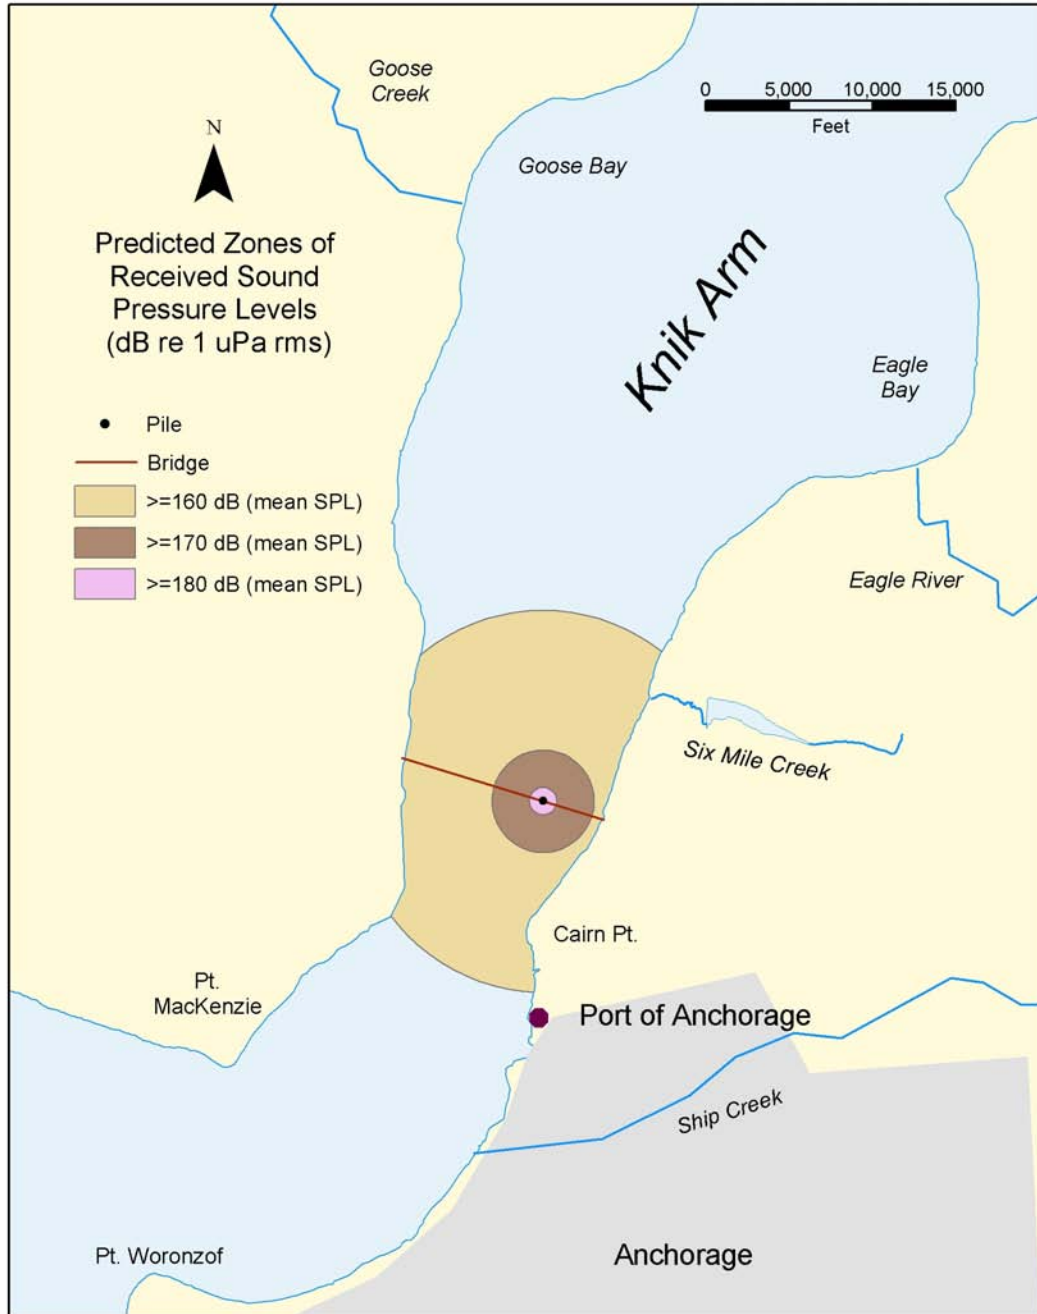 Goose
Creek
0 5,000 10,000 15,000
Feet
N
Goose Bay
Predicted Zones of
Received Sound
Pressure Levels
(dB re 1 uPa rms)
Knik Arm
Eagle
Bay
Pile
Bridge
>=160 dB (mean SPL)
>=170 dB (mean SPL)
>=180 dB (mean SPL)
Eagle River
Six Mile Creek
Cairn Pt.
Pt.
MacKenzie
Port of Anchorage
Ship Creek
Pt. Woronzof
Anchorage